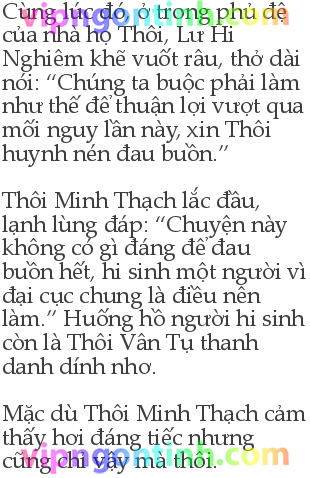 Cùng lúc đó, ở trong phủ đệ
của nhà họ Thôi, Lư Hi
Nghiêm khẽ vuốt râu, thở dài
nói: “Chúng ta buộc phải làm
như thế để thuận lợi vượt qua
mối nguy lần này, xin Thôi
huynh nén đau buồn.”
Thôi Minh Thạch lắc đầu,
lạnh lùng đáp: “Chuyện này
không có gì đáng để đau
buồn hết, hi sinh một người vì
đại cục chung là điều nên
làm.” Huống hồ người hi sinh
còn là Thôi Vân Tụ thanh
danh dính nhơ.
Mặc dù Thôi Minh Thạch cảm
thấy hơi đáng tiếc nhưng
cũng chỉ vậy mà thôi.
vipngontinh.com
vipngontinh.com